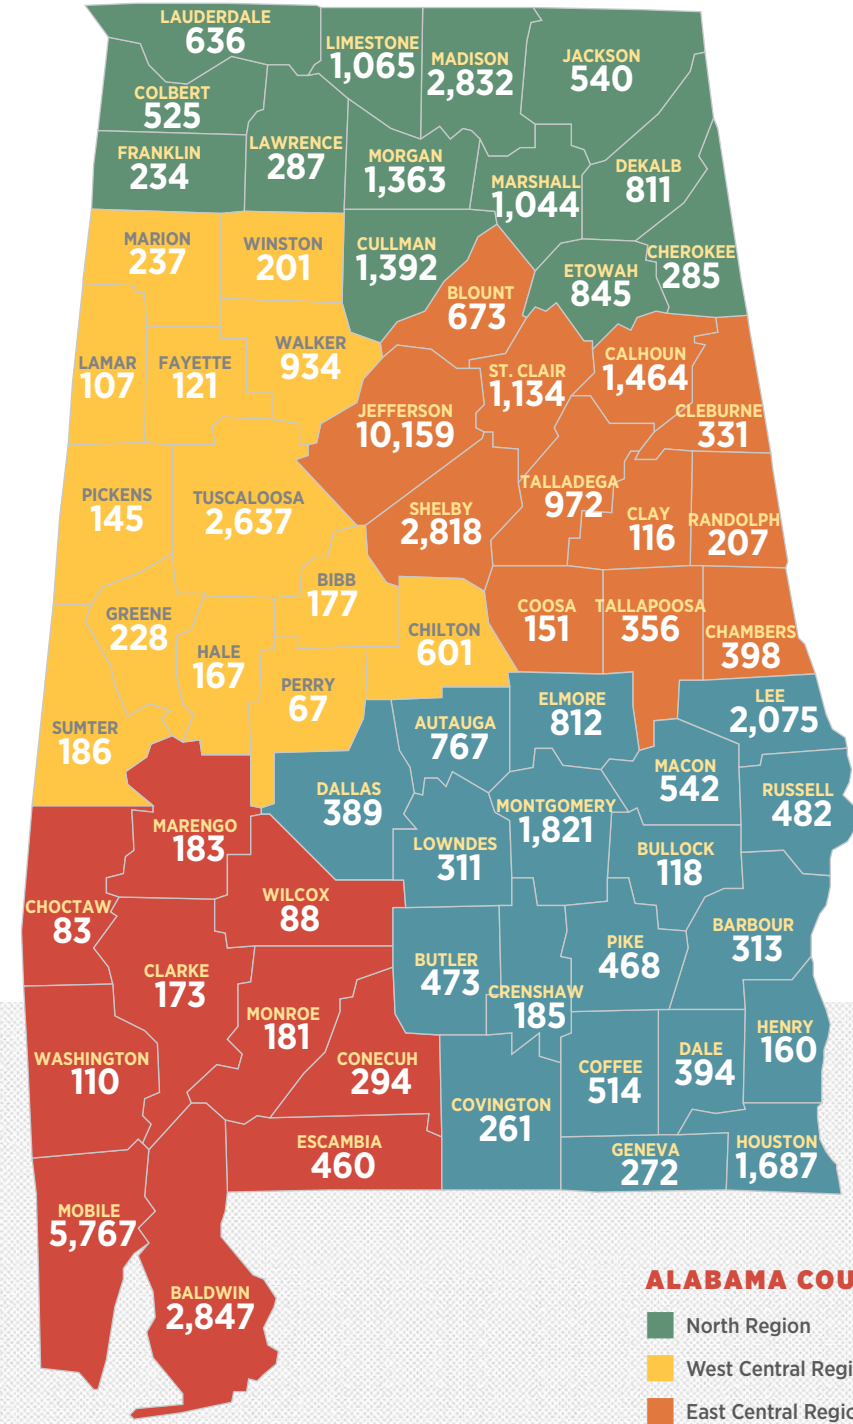 LAUDERDALE
636
LIMESTONE
1,065
MADISON
2,832
JACKSON
540
COLBERT
525
LAWRENCE
287
FRANKLIN
234
MORGAN
1,363
MARSHALL
1,044
DEKALB
811
MARION
237
WINSTON
201
CULLMAN
1,392
CHEROKEE
285
ETOWAH
845
BLOUNT
673
LAMAR
107
FAYETTE
121
WALKER
934
ST. CLAIR
1,134
CALHOUN
1,464
JEFFERSON
10,159
CLEBURNE
331
PICKENS
145
TUSCALOOSA
2,637
SHELBY
2,818
TALLADEGA
972
CLAY
116
RANDOLPH
207
BIBB
177
GREENE
228
HALE
167
CHILTON
601
COOSA
151
TALLAPOOSA
356
CHAMBERS
398
PERRY
67
SUMTER
186
AUTAUGA
767
ELMORE
812
LEE
2,075
DALLAS
389
MACON
542
RUSSELL
482
MONTGOMERY
1,821
MARENGO
183
LOWNDES
311
BULLOCK
118
CHOCTAW
83
WILCOX
88
BARBOUR
313
CLARKE
173
BUTLER
473
CRENSHAW
185
PIKE
468
MONROE
181
HENRY
160
WASHINGTON
110
CONECUH
294
COFFEE
514
DALE
394
COVINGTON
261
ESCAMBIA
460
GENEVA
272
HOUSTON
1,687
MOBILE
5,767
BALDWIN
2,847
ALABAMA COU
North Region
West Central Regi
East Central Regio